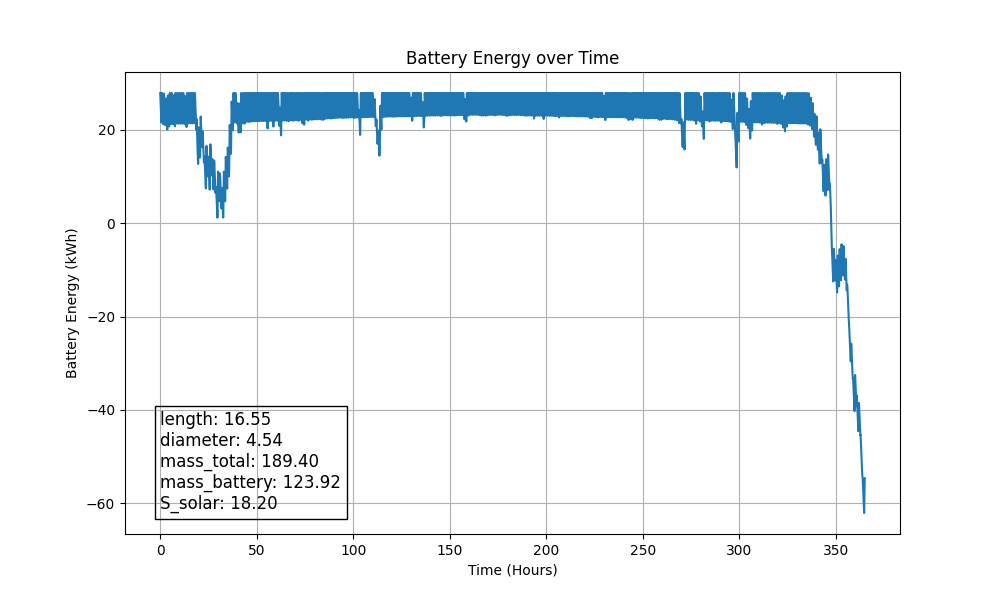 Battery Energy over Time
Battery Energy (kWh)
20
0
−20
−40
−60
length: 16.55
diameter: 4.54
mass_total: 189.40
mass_battery: 123.92
S_solar: 18.20
0 50 100 150 200 250 300 350
Time (Hours)